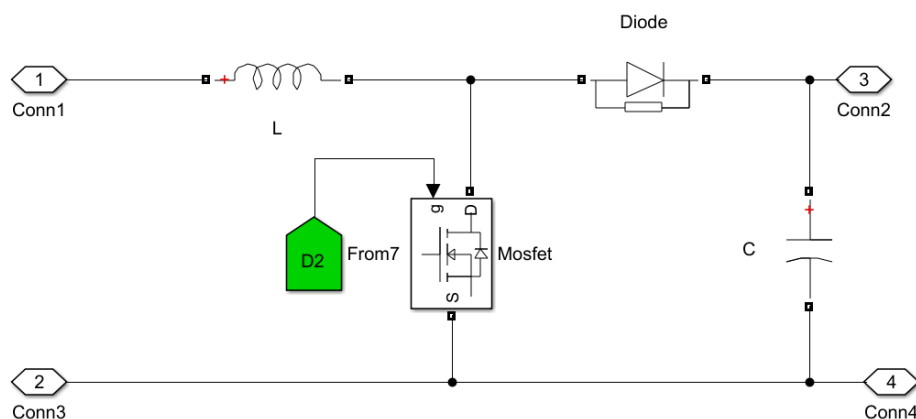 Diode
1
3
Conn1
Conn2
L
g
D
D2
From7
Mosfet
S
C
2
4
Conn3
Conn4